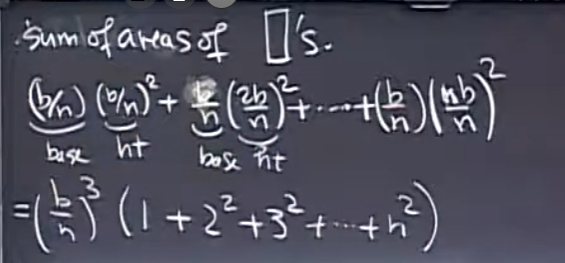 sum of areas of ▯'s.
(b/n) (b/n)² + b/n (2b/n)² + ... + (b/n) (nb/n)²
base ht base ht
= (b/n)³ (1 + 2² + 3² + ... + n²)